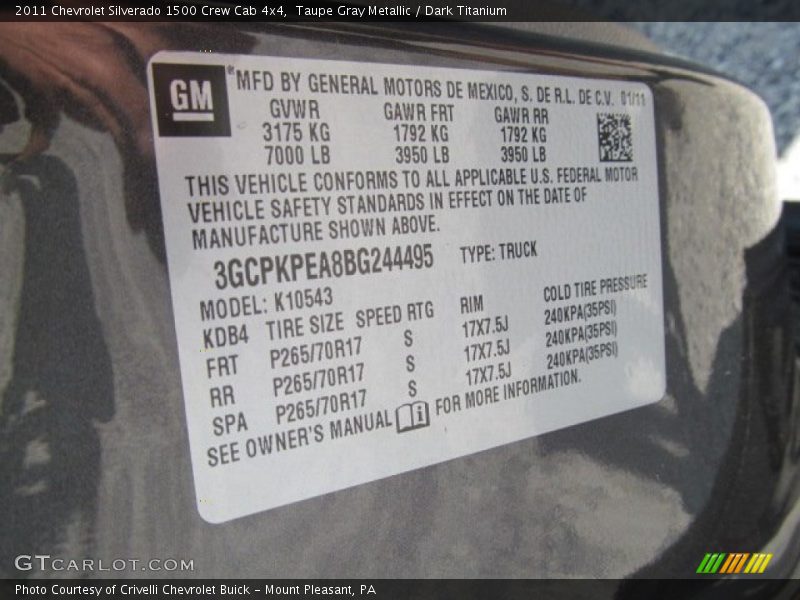 2011 Chevrolet Silverado 1500 Crew Cab 4x4, Taupe Gray Metallic / Dark Titanium
GM
MFD BY GENERAL MOTORS DE MEXICO, S. DE R.L. DE C.V. 01/11
GVWR GAWR FRT GAWR RR
3175 KG 1792 KG 1792 KG
7000 LB 3950 LB 3950 LB
THIS VEHICLE CONFORMS TO ALL APPLICABLE U.S. FEDERAL MOTOR
VEHICLE SAFETY STANDARDS IN EFFECT ON THE DATE OF
MANUFACTURE SHOWN ABOVE.
3GCPKPEA8BG244495 TYPE: TRUCK
MODEL: K10543
KDB4 TIRE SIZE SPEED RTG RIM COLD TIRE PRESSURE
FRT P265/70R17 S 17X7.5J 240KPA(35PSI)
RR P265/70R17 S 17X7.5J 240KPA(35PSI)
SPA P265/70R17 S 17X7.5J 240KPA(35PSI)
SEE OWNER'S MANUAL i FOR MORE INFORMATION.
GTCARLOT.COM
Photo Courtesy of Crivelli Chevrolet Buick - Mount Pleasant, PA